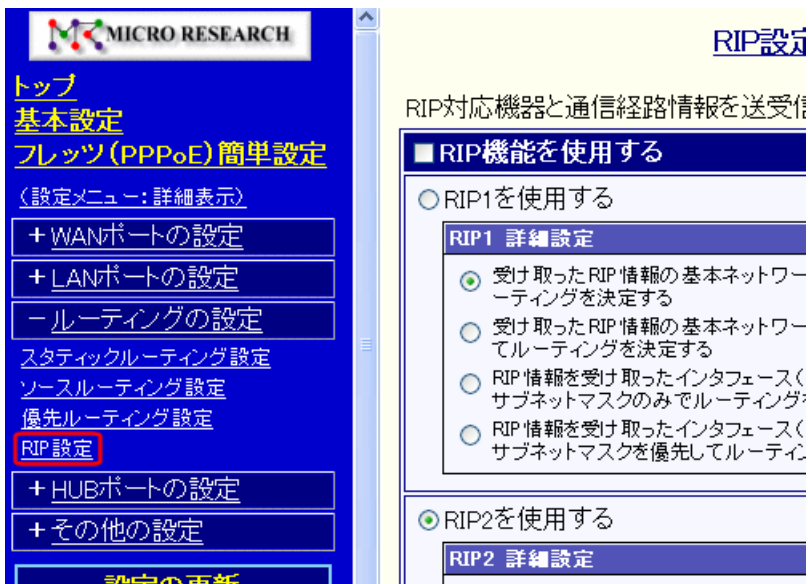 MICRO RESEARCH
トップ
基本設定
フレッツ(PPPoE)簡単設定
(設定メニュー:詳細表示)
+WANポートの設定
+LANポートの設定
-ルーティングの設定
スタティックルーティング設定
ソースルーティング設定
優先ルーティング設定
RIP設定
+HUBポートの設定
+その他の設定
設定の更新
RIP設定
RIP対応機器と通信経路情報を送受信
■RIP機能を使用する
RIP1を使用する
RIP1 詳細設定
受け取ったRIP情報の基本ネットワー
ーティングを決定する
受け取ったRIP情報の基本ネットワー
てルーティングを決定する
RIP情報を受け取ったインタフェース(
サブネットマスクのみでルーティング
RIP情報を受け取ったインタフェース(
サブネットマスクを優先してルーティン
RIP2を使用する
RIP2 詳細設定